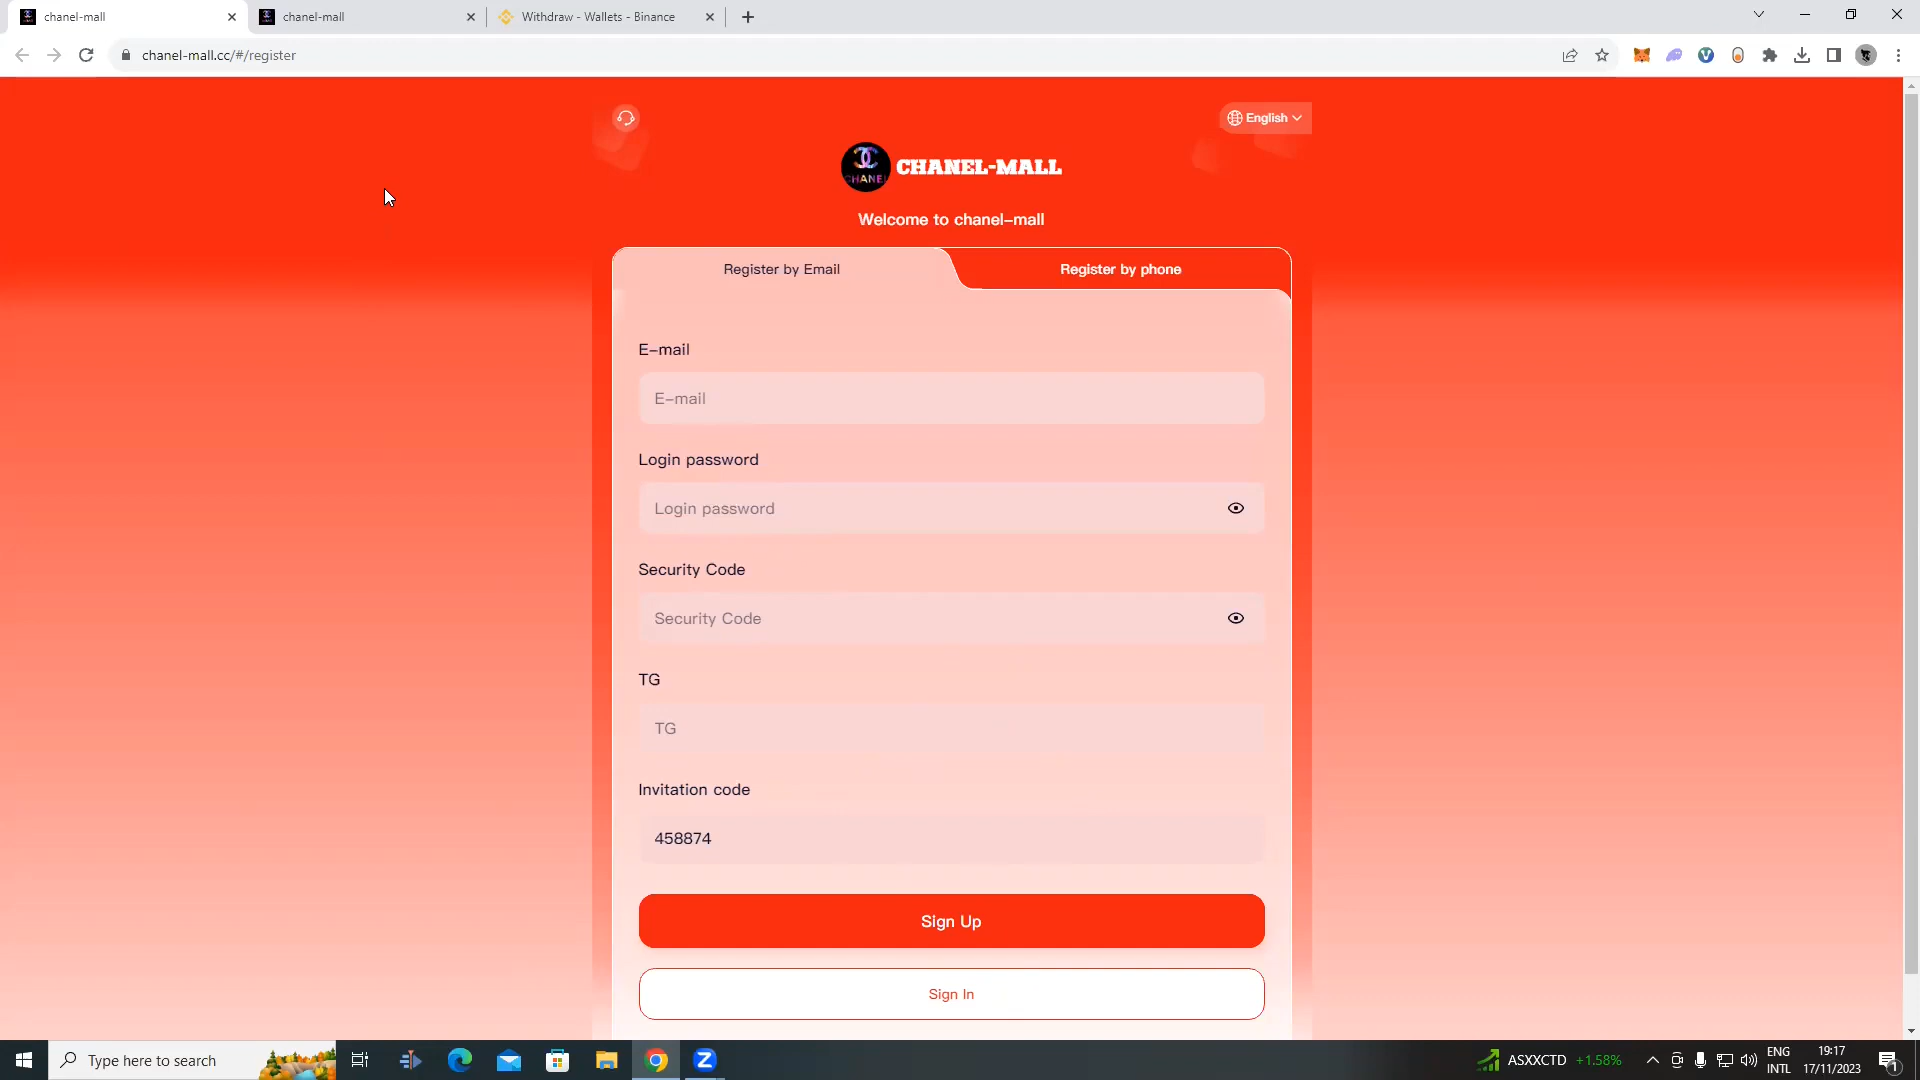 chanel-mall
chanel-mall
Withdraw - Wallets - Binance
chanel-mall.cc/#/register
English
CHANEL
CHANEL-MALL
Welcome to chanel-mall
Register by Email
Register by phone
E-mail
E-mail
Login password
Login password
Security Code
Security Code
TG
TG
Invitation code
458874
Sign Up
Sign In
Type here to search
ASXXCTD +1.58%
ENG
INTL
19:17
17/11/2023
1